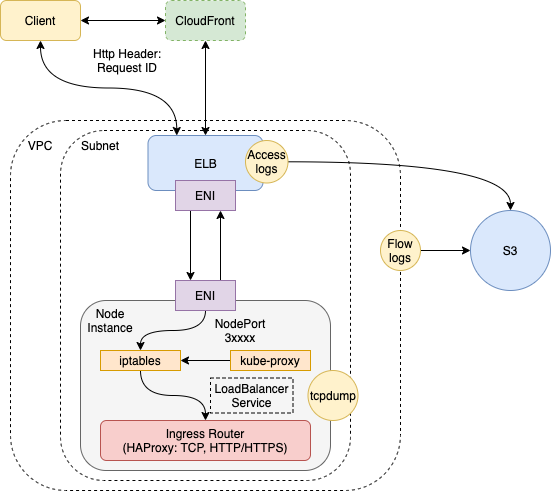 Client
CloudFront
Http Header:
Request ID
VPC
Subnet
ELB
Access
logs
ENI
Flow
logs
S3
ENI
Node
Instance
NodePort
3xxxx
iptables
kube-proxy
LoadBalancer
Service
tcpdump
Ingress Router
(HAProxy: TCP, HTTP/HTTPS)